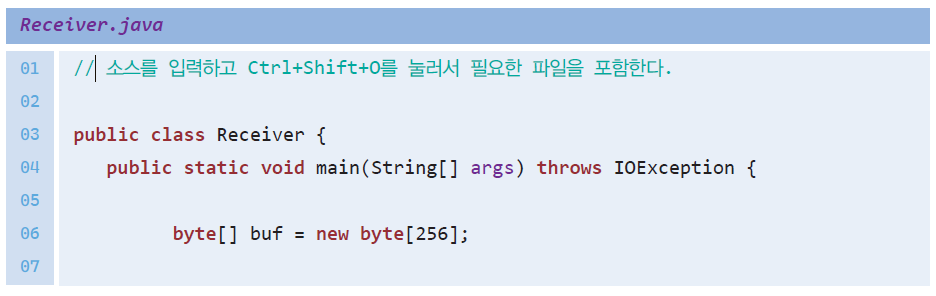 Receiver.java
01 // 소스를 입력하고 Ctrl+Shift+O를 눌러서 필요한 파일을 포함한다.
02
03 public class Receiver {
04 public static void main(String[] args) throws IOException {
05
06 byte[] buf = new byte[256];
07